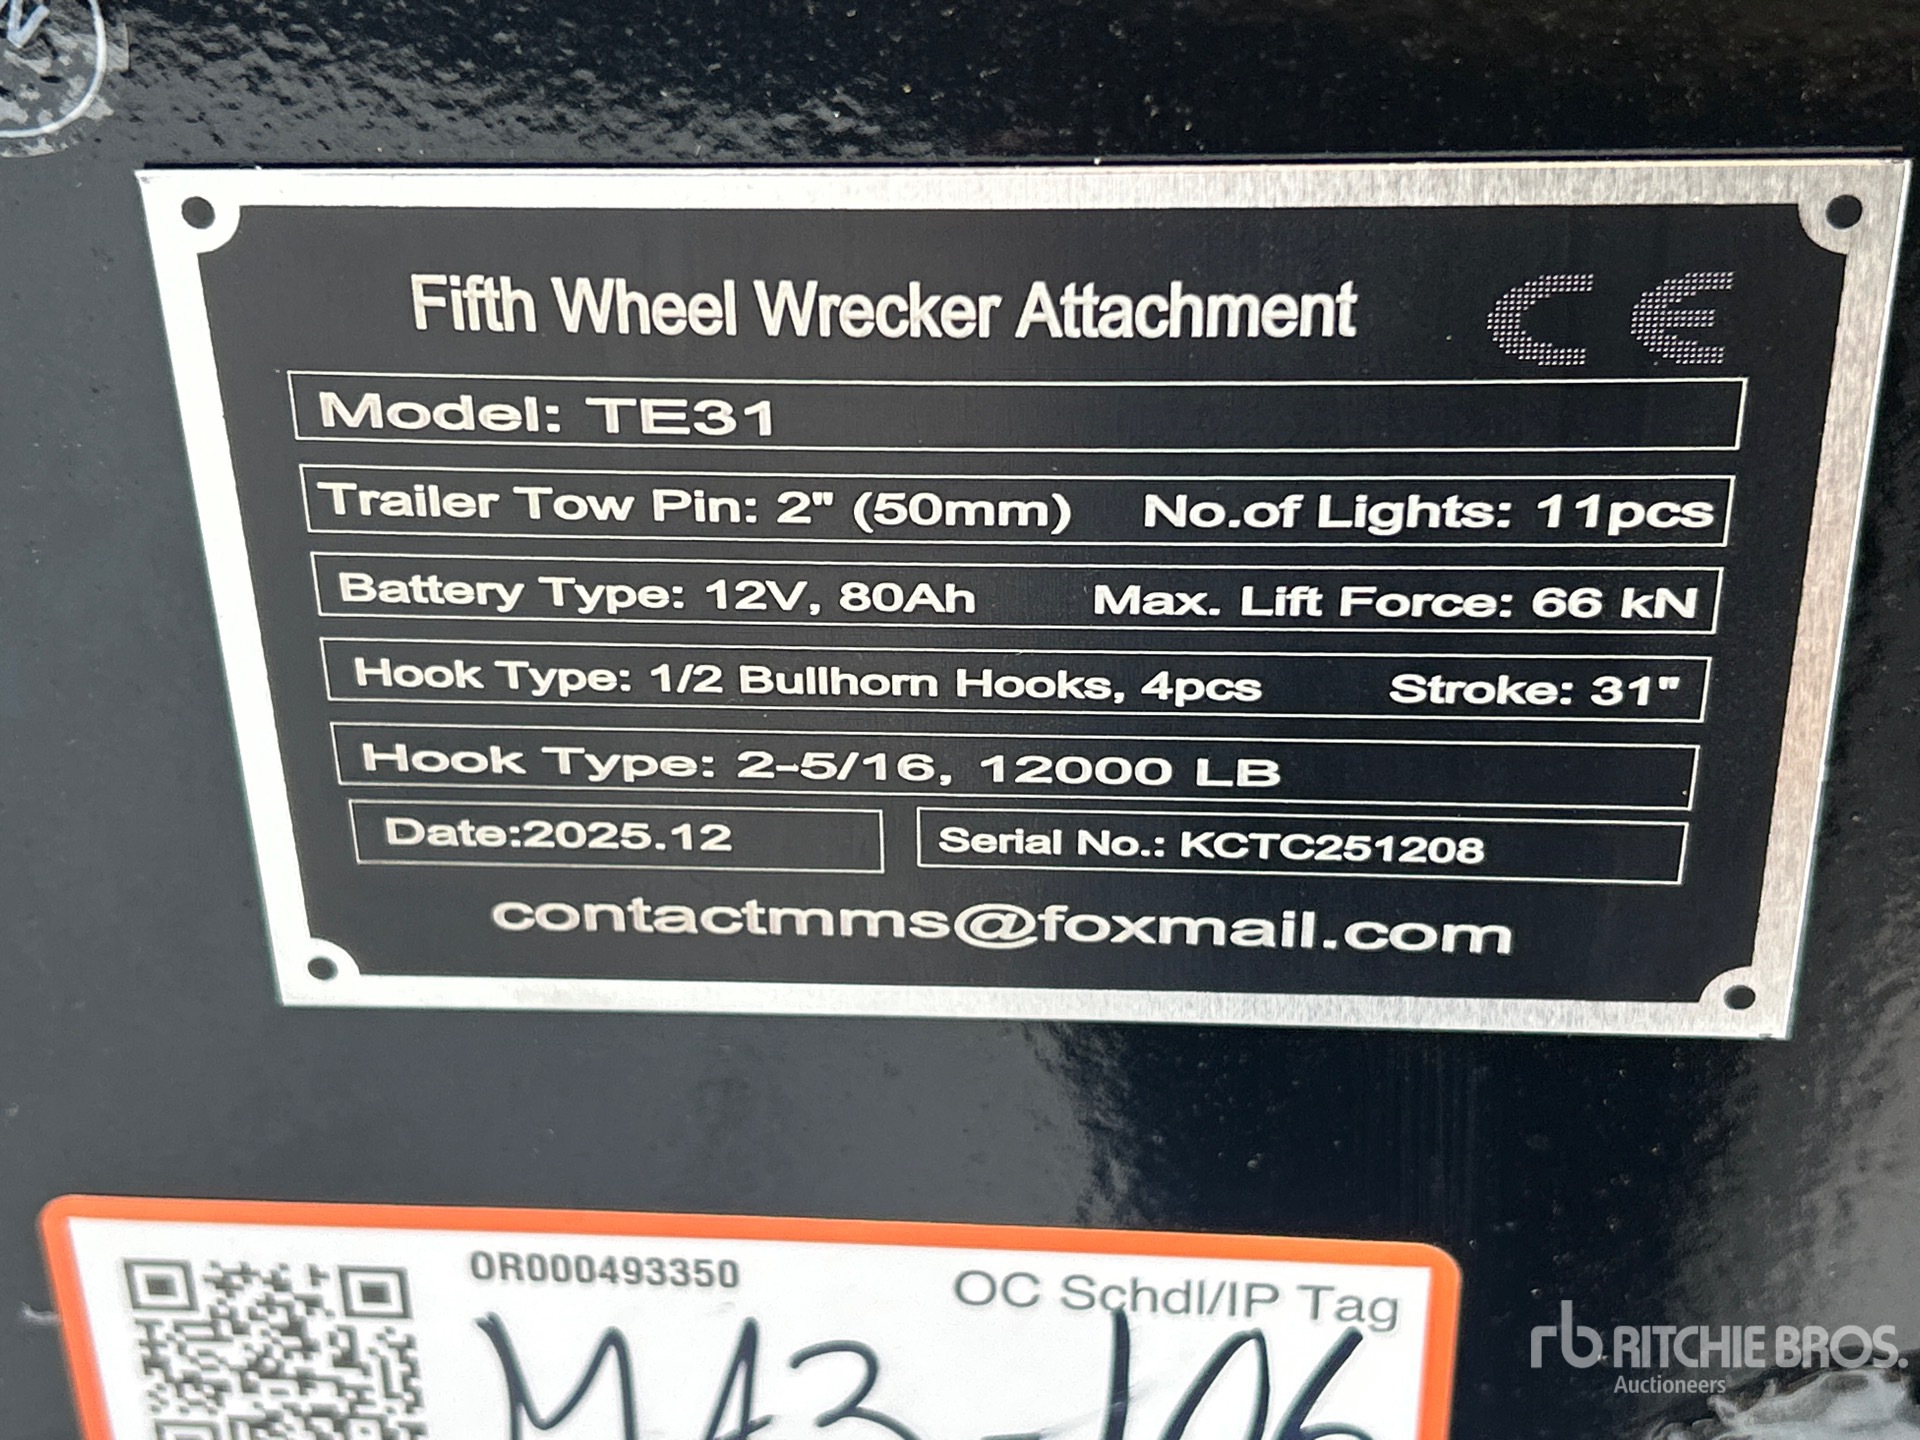 Fifth Wheel Wrecker Attachment CE
Model: TE31
Trailer Tow Pin: 2" (50mm) No.of Lights: 11pcs
Battery Type: 12V, 80Ah Max. Lift Force: 66 kN
Hook Type: 1/2 Bullhorn Hooks, 4pcs Stroke: 31"
Hook Type: 2-5/16, 12000 LB
Date:2025.12 Serial No.: KCTC251208
contactmms@foxmail.com
OR000493350 OC Schdl/IP Tag
MA3-106
rb RITCHIE BROS.
Auctioneers